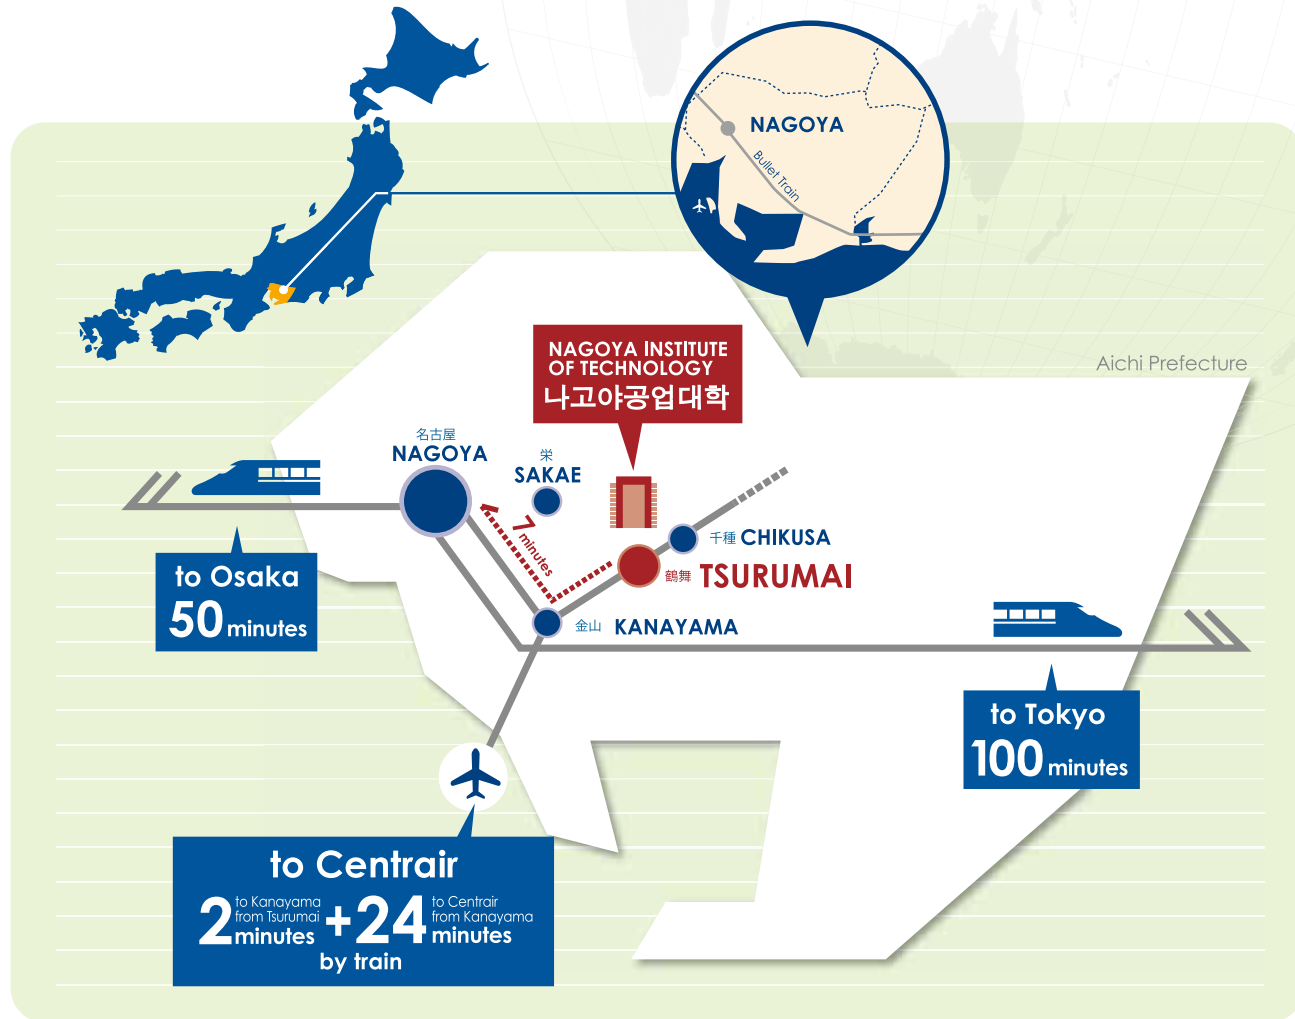 NAGOYA
Bullet Train
Aichi Prefecture
NAGOYA INSTITUTE
OF TECHNOLOGY
나고야공업대학
名古屋
NAGOYA
栄
SAKAE
7 minutes
千種 CHIKUSA
鶴舞 TSURUMAI
金山 KANAYAMA
to Osaka
50 minutes
to Tokyo
100 minutes
to Centrair
to Kanayama
from Tsurumai
2 minutes
+
to Centrair
from Kanayama
24 minutes
by train